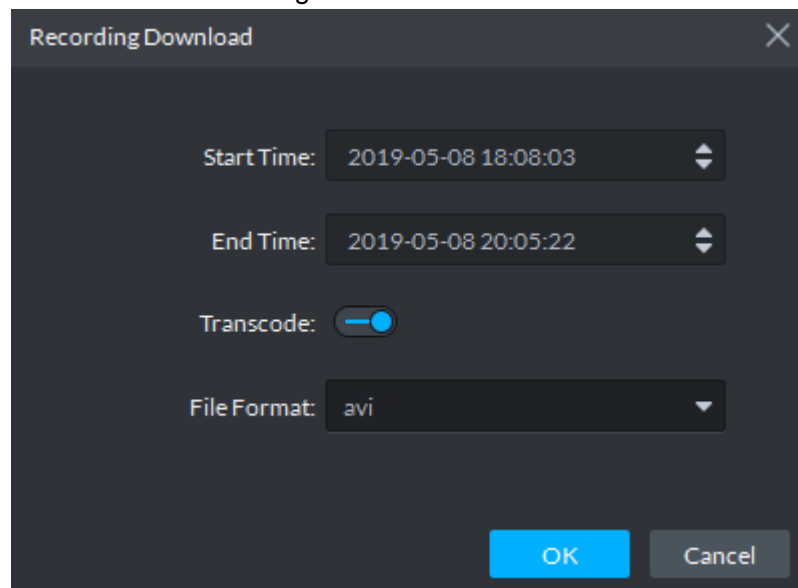 Recording Download
Start Time: 2019-05-08 18:08:03
End Time: 2019-05-08 20:05:22
Transcode:
File Format: avi
OK Cancel